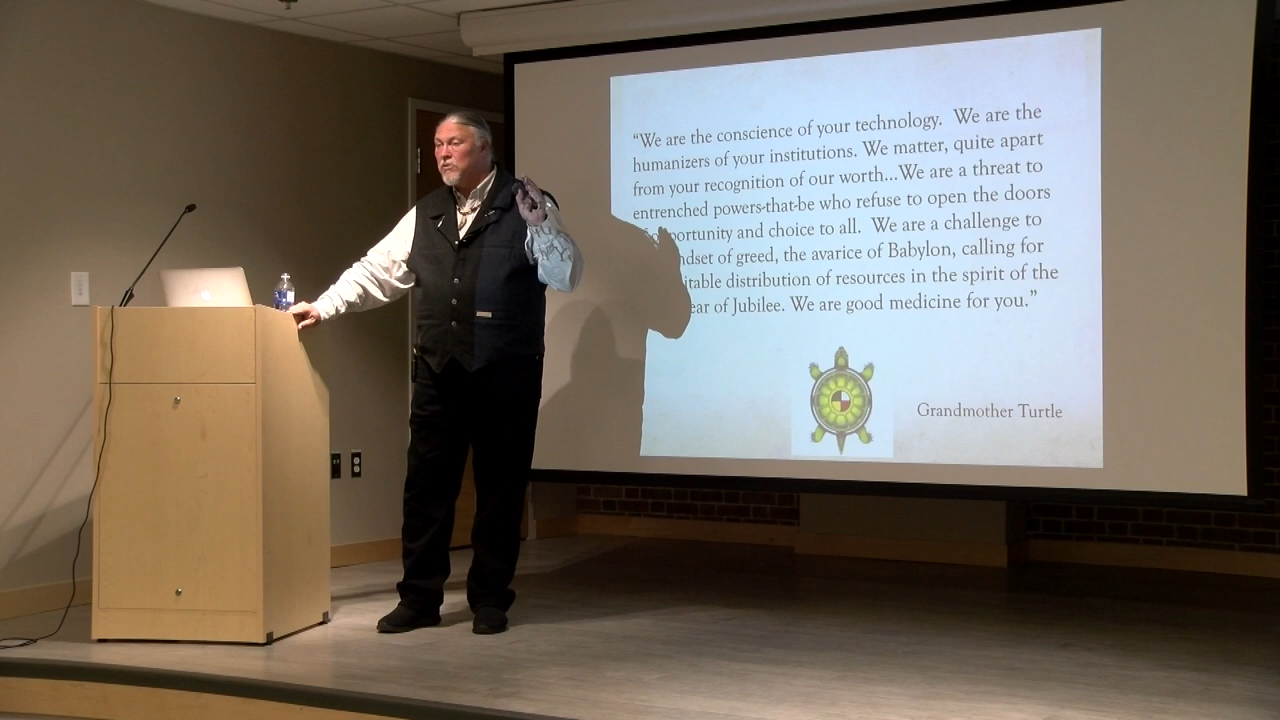 “We are the conscience of your technology.  We are the
humanizers of your institutions. We matter, quite apart
from your recognition of our worth...We are a threat to
entrenched powers-that-be who refuse to open the doors
and choice to all.  We are a challenge to
of greed, the avarice of Babylon, calling for
distribution of resources in the spirit of the
of Jubilee. We are good medicine for you.”
Grandmother Turtle